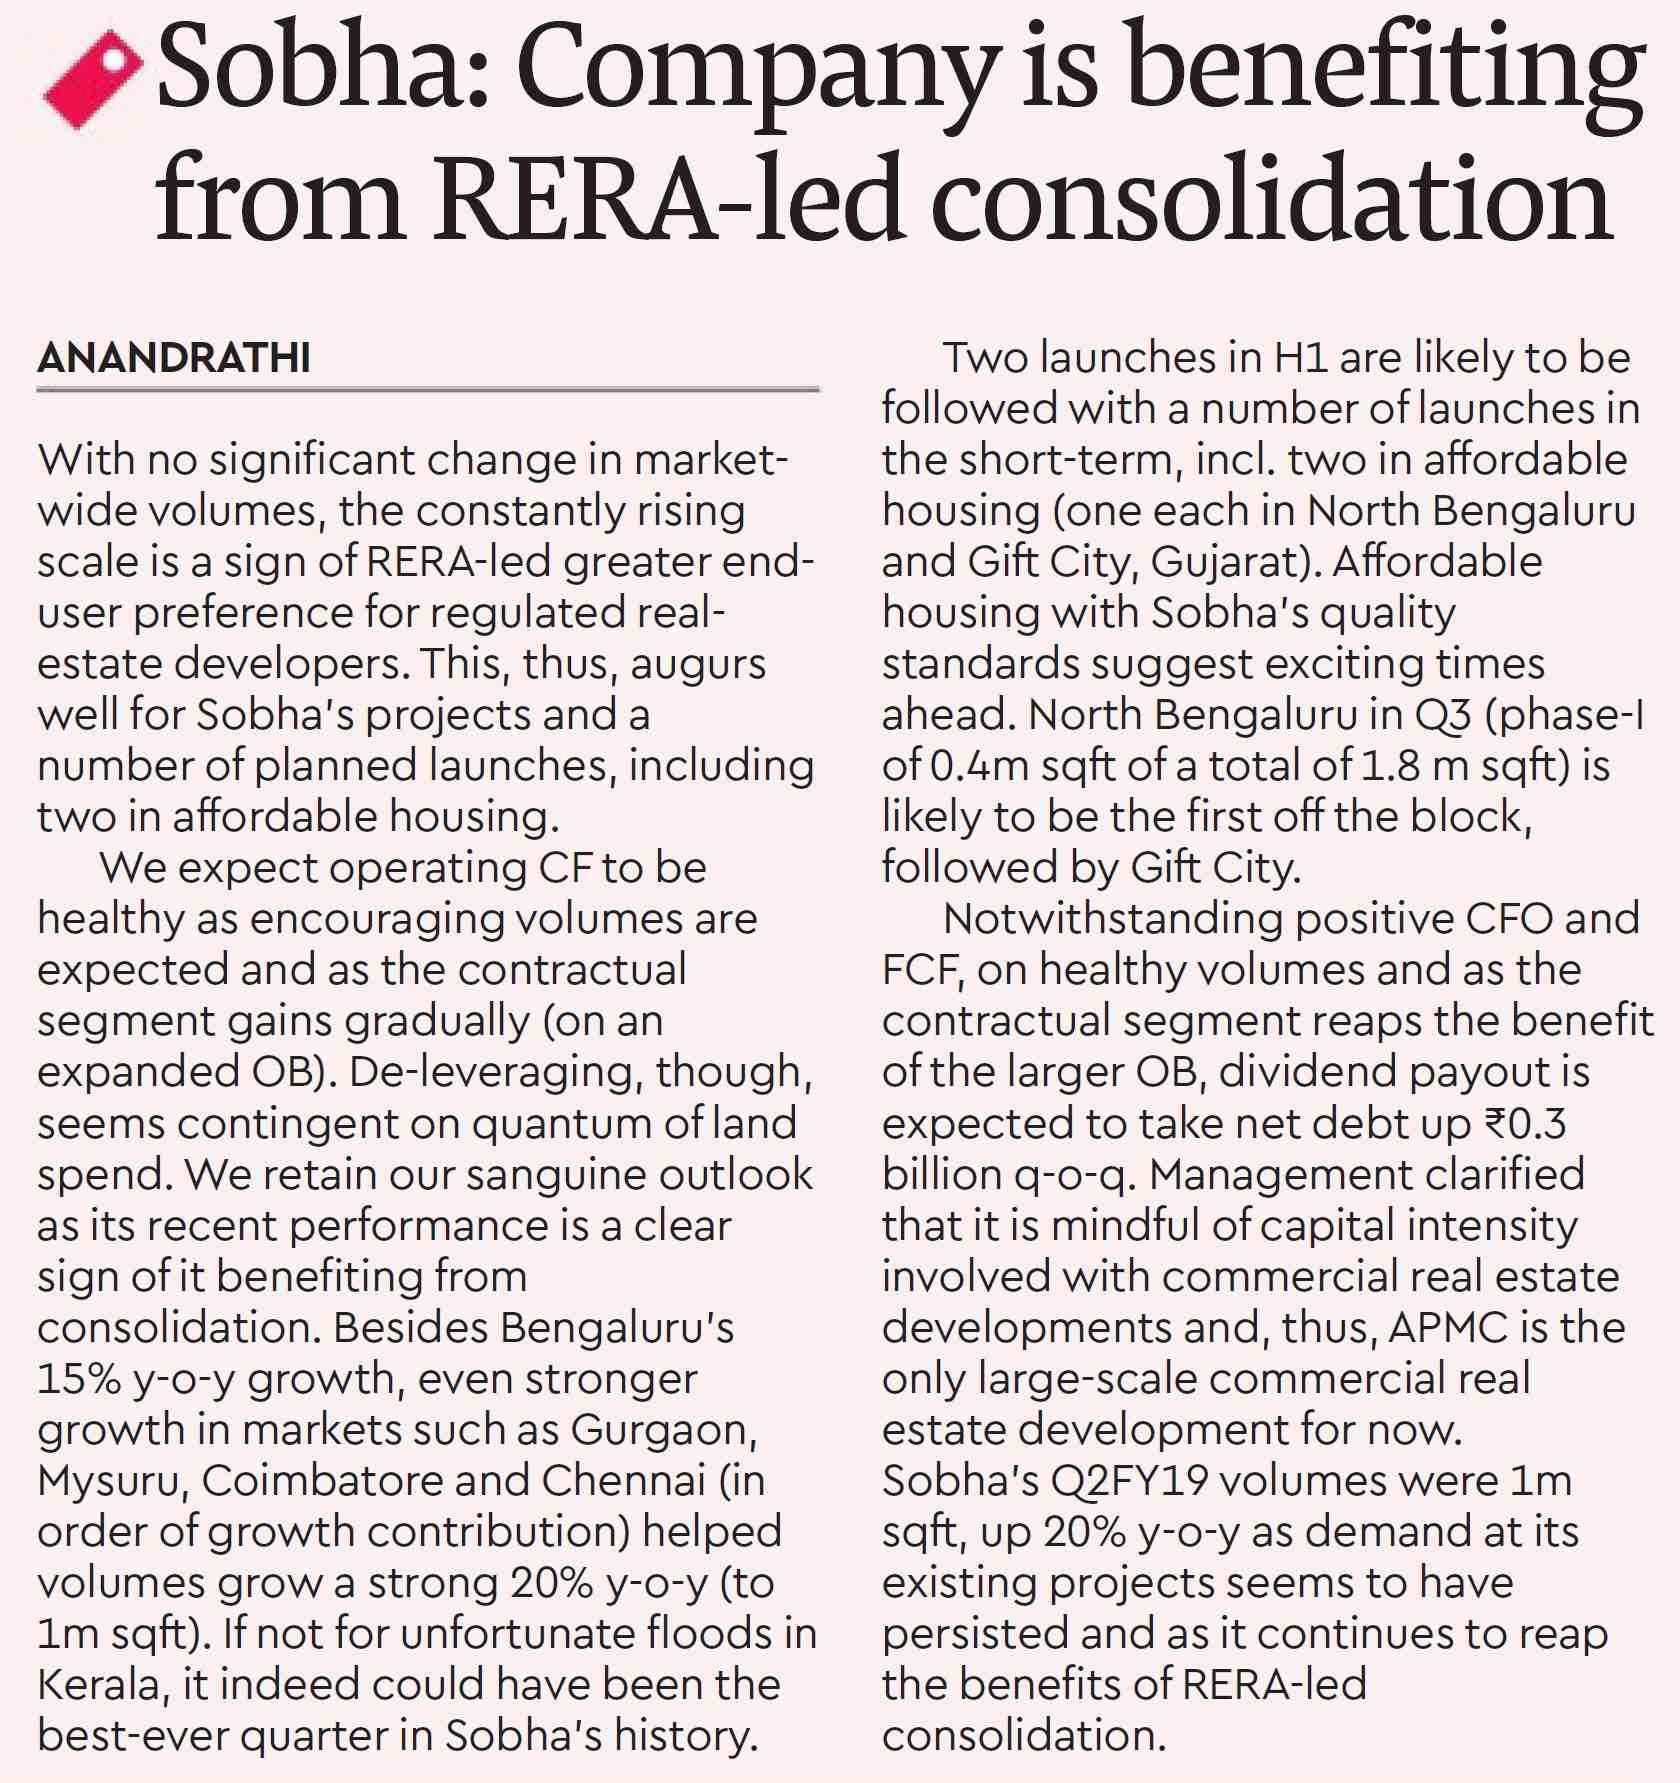 Sobha: Company is benefiting
from RERA-led consolidation
ANANDRATHI
With no significant change in market-
wide volumes, the constantly rising
scale is a sign of RERA-led greater end-
user preference for regulated real-
estate developers. This, thus, augurs
well for Sobha's projects and a
number of planned launches, including
two in affordable housing.
We expect operating CF to be
healthy as encouraging volumes are
expected and as the contractual
segment gains gradually (on an
expanded OB). De-leveraging, though,
seems contingent on quantum of land
spend. We retain our sanguine outlook
as its recent performance is a clear
sign of it benefiting from
consolidation. Besides Bengaluru's
15% y-o-y growth, even stronger
growth in markets such as Gurgaon,
Mysuru, Coimbatore and Chennai (in
order of growth contribution) helped
volumes grow a strong 20% y-o-y (to
1m sqft). If not for unfortunate floods in
Kerala, it indeed could have been the
best-ever quarter in Sobha's history.
Two launches in H1 are likely to be
followed with a number of launches in
the short-term, incl. two in affordable
housing (one each in North Bengaluru
and Gift City, Gujarat). Affordable
housing with Sobha's quality
standards suggest exciting times
ahead. North Bengaluru in Q3 (phase-I
of 0.4m sqft of a total of 1.8 m sqft) is
likely to be the first off the block,
followed by Gift City.
Notwithstanding positive CFO and
FCF, on healthy volumes and as the
contractual segment reaps the benefit
of the larger OB, dividend payout is
expected to take net debt up ₹0.3
billion q-o-q. Management clarified
that it is mindful of capital intensity
involved with commercial real estate
developments and, thus, APMC is the
only large-scale commercial real
estate development for now.
Sobha's Q2FY19 volumes were 1m
sqft, up 20% y-o-y as demand at its
existing projects seems to have
persisted and as it continues to reap
the benefits of RERA-led
consolidation.